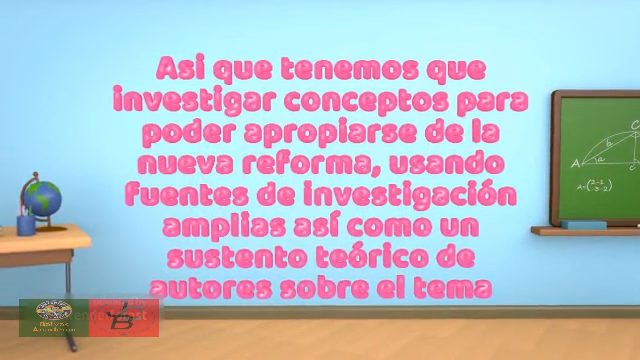 Asi que tenemos que
investigar conceptos para
poder apropiarse de la
nueva reforma, usando
fuentes de investigación
amplias así como un
sustento teórico de
autores sobre el tema
A
b
a
C
c